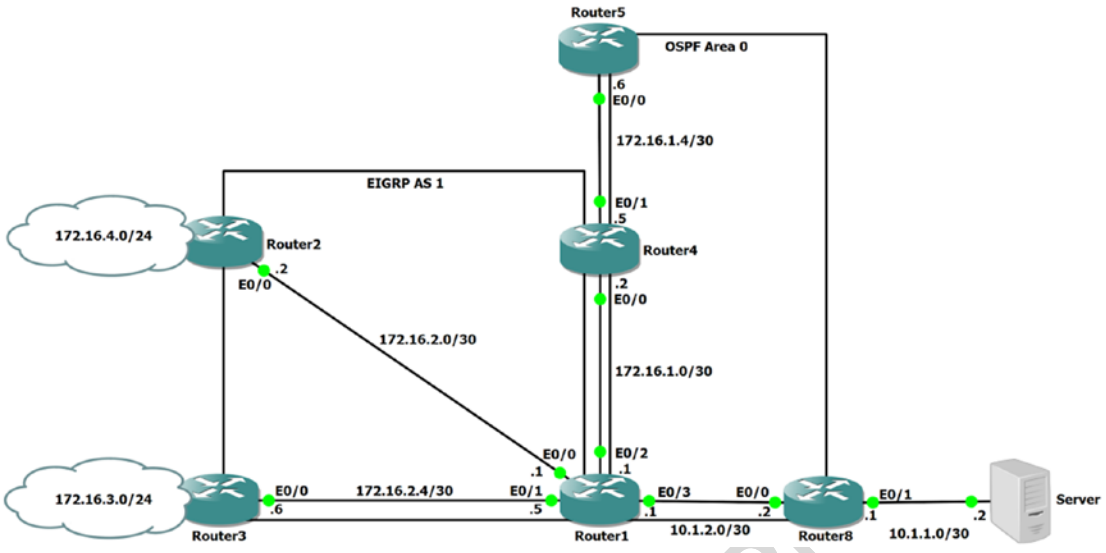 Router5
OSPF Area 0
.6
E0/0
172.16.1.4/30
EIGRP AS 1
E0/1
.5
172.16.4.0/24
Router2
Router4
.2
E0/0
.2
E0/0
172.16.2.0/30
172.16.1.0/30
E0/0
E0/2
.1
.1
172.16.3.0/24
E0/0
172.16.2.4/30
E0/1
E0/3
E0/0
E0/1
Server
.6
.5
.1
.2
.1
.2
10.1.2.0/30
10.1.1.0/30
Router3
Router1
Router8